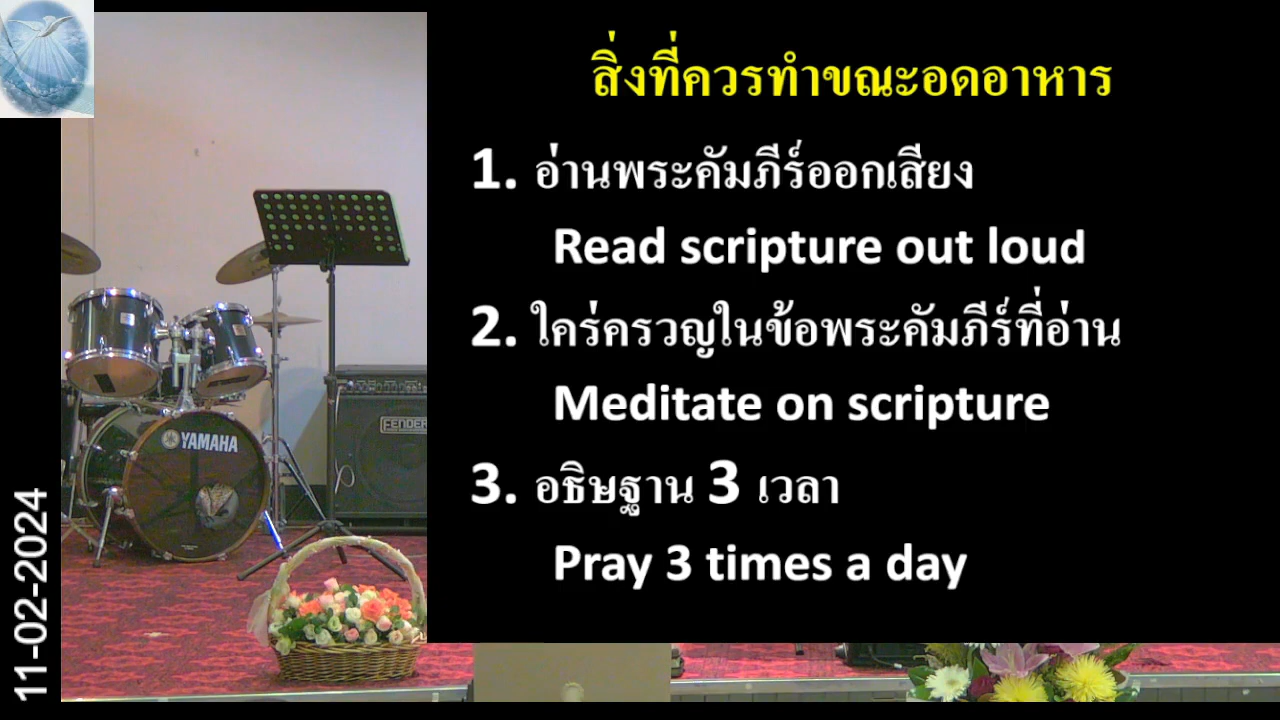 สิ่งที่ควรทำขณะอดอาหาร
1. อ่านพระคัมภีร์ออกเสียง
Read scripture out loud
2. ใคร่ครวญในข้อพระคัมภีร์ที่อ่าน
Meditate on scripture
3. อธิษฐาน 3 เวลา
Pray 3 times a day
11-02-2024
YAMAHA
FENDER